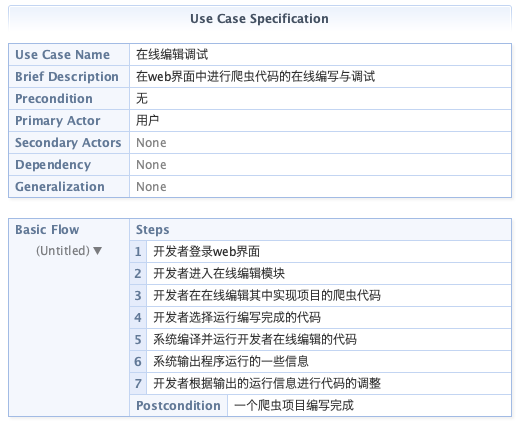 Use Case Specification
Use Case Name 在线编辑调试
Brief Description 在web界面中进行爬虫代码的在线编写与调试
Precondition 无
Primary Actor 用户
Secondary Actors None
Dependency None
Generalization None
Basic Flow Steps
(Untitled) ▼
1 开发者登录web界面
2 开发者进入在线编辑模块
3 开发者在在线编辑其中实现项目的爬虫代码
4 开发者选择运行编写完成的代码
5 系统编译并运行开发者在线编辑的代码
6 系统输出程序运行的一些信息
7 开发者根据输出的运行信息进行代码的调整
Postcondition 一个爬虫项目编写完成